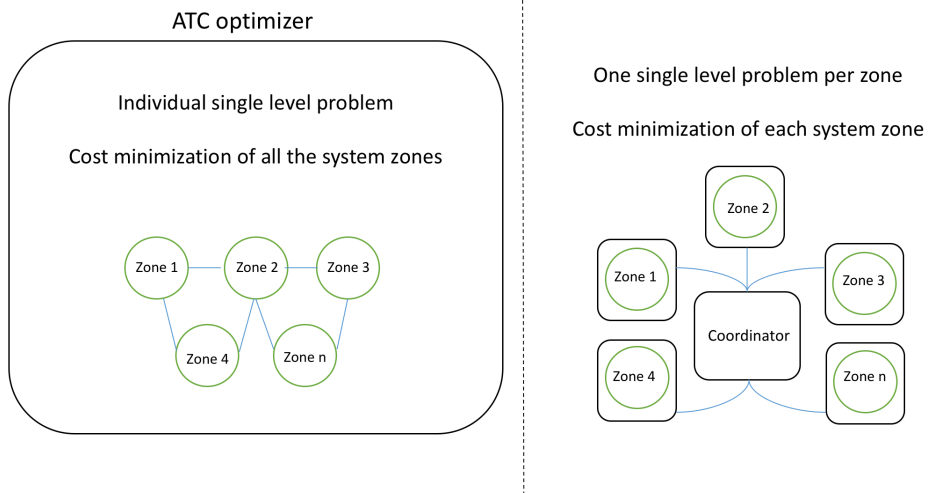 ATC optimizer
Individual single level problem
Cost minimization of all the system zones
Zone 1
Zone 2
Zone 3
Zone 4
Zone n
One single level problem per zone
Cost minimization of each system zone
Zone 2
Zone 1
Zone 3
Coordinator
Zone 4
Zone n